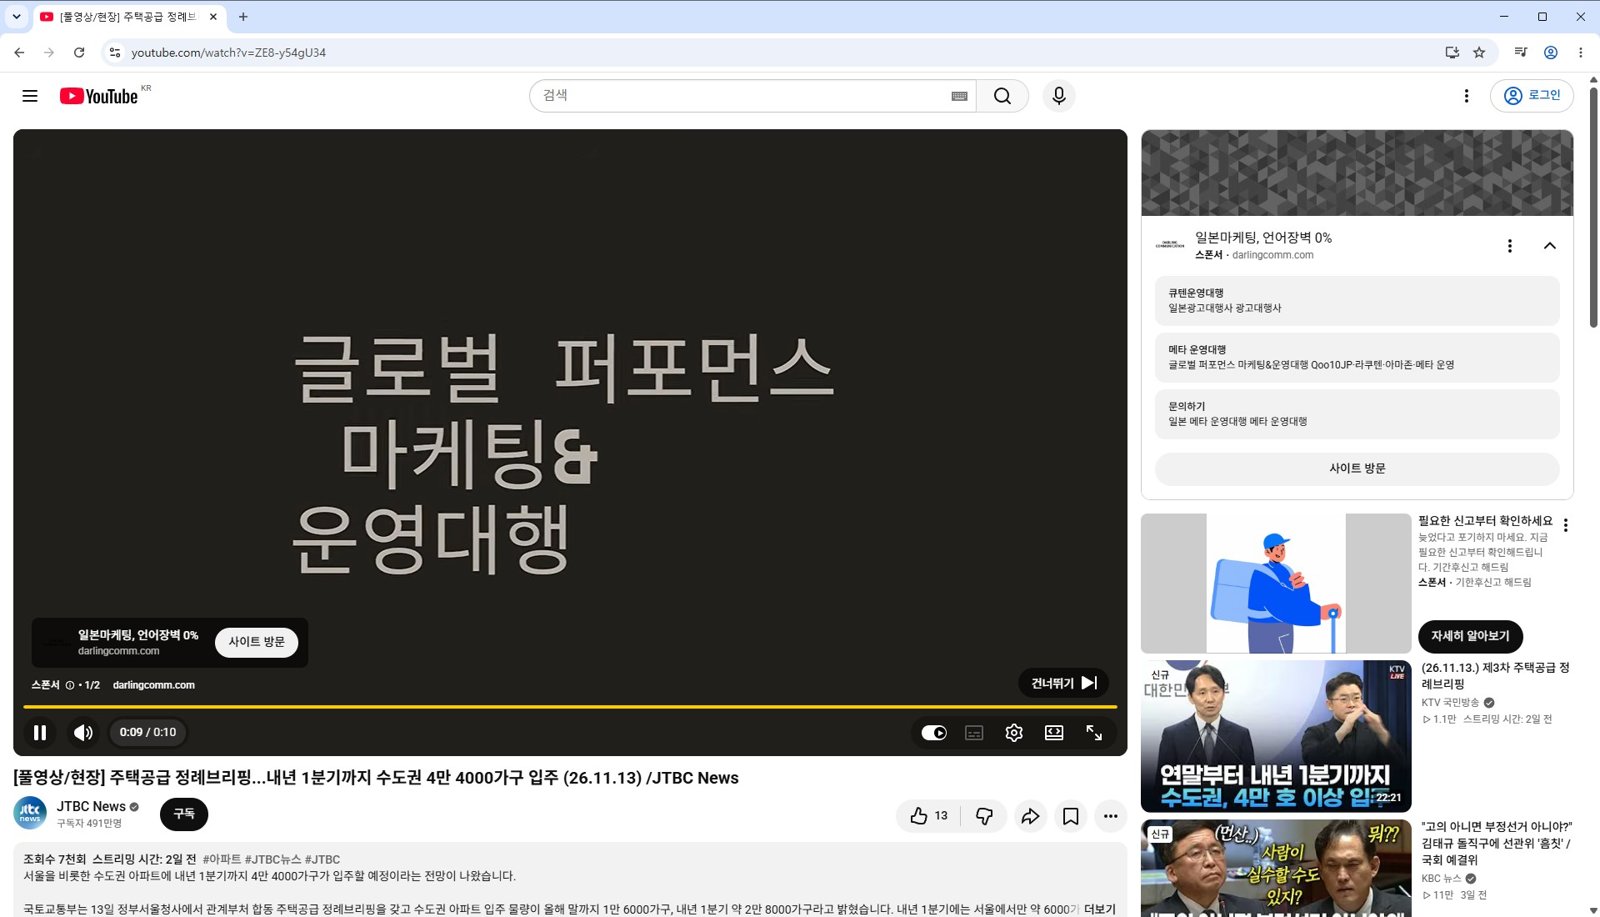 [풀영상/현장] 주택공급 정례브
youtube.com/watch?v=ZE8-y54gU34
YouTube KR
검색
로그인
글로벌 퍼포먼스
마케팅&
운영대행
일본마케팅, 언어장벽 0%
darlingcomm.com
사이트 방문
스폰서 · 1/2 darlingcomm.com
건너뛰기
0:09 / 0:10
[풀영상/현장] 주택공급 정례브리핑...내년 1분기까지 수도권 4만 4000가구 입주 (26.11.13) /JTBC News
jtbc news
JTBC News
구독자 491만명
구독
13
조회수 7천회 스트리밍 시간: 2일 전 #아파트 #JTBC뉴스 #JTBC
서울을 비롯한 수도권 아파트에 내년 1분기까지 4만 4000가구가 입주할 예정이라는 전망이 나왔습니다.
국토교통부는 13일 정부서울청사에서 관계부처 합동 주택공급 정례브리핑을 갖고 수도권 아파트 입주 물량이 올해 말까지 1만 6000가구, 내년 1분기 약 2만 8000가구라고 밝혔습니다. 내년 1분기에는 서울에서만 약 6000가 더보기
일본마케팅, 언어장벽 0%
스폰서 · darlingcomm.com
큐텐운영대행
일본광고대행사 광고대행사
메타 운영대행
글로벌 퍼포먼스 마케팅&운영대행 Qoo10JP·라쿠텐·아마존·메타 운영
문의하기
일본 메타 운영대행 메타 운영대행
사이트 방문
필요한 신고부터 확인하세요
늦었다고 포기하지 마세요. 지금
필요한 신고부터 확인해드립니
다. 기간후신고 해드림
스폰서 · 기한후신고 해드림
자세히 알아보기
신규
대한민
KTV
LIVE
연말부터 내년 1분기까지
수도권, 4만 호 이상 입
22:21
(26.11.13.) 제3차 주택공급 정
례브리핑
KTV 국민방송
1.1만 스트리밍 시간: 2일 전
신규
(먼산..)
뭐??
사람이
실수할 수도
있지?
"고의 아니면 부정선거 아니야?"
김태규 돌직구에 선관위 '흠칫' /
국회 예결위
KBC 뉴스
11만 3일 전